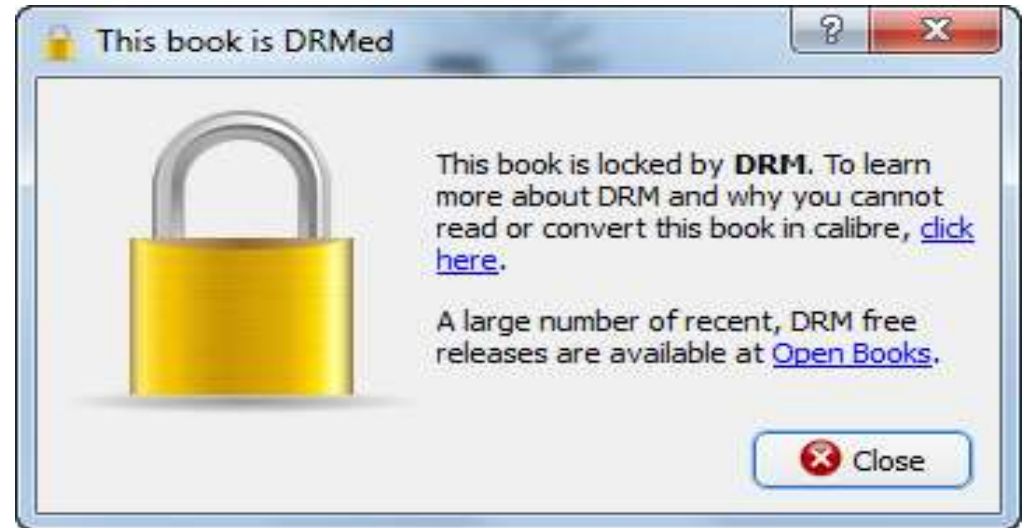 This book is DRMed
This book is locked by DRM. To learn
more about DRM and why you cannot
read or convert this book in calibre, click
here.
A large number of recent, DRM free
releases are available at Open Books.
Close